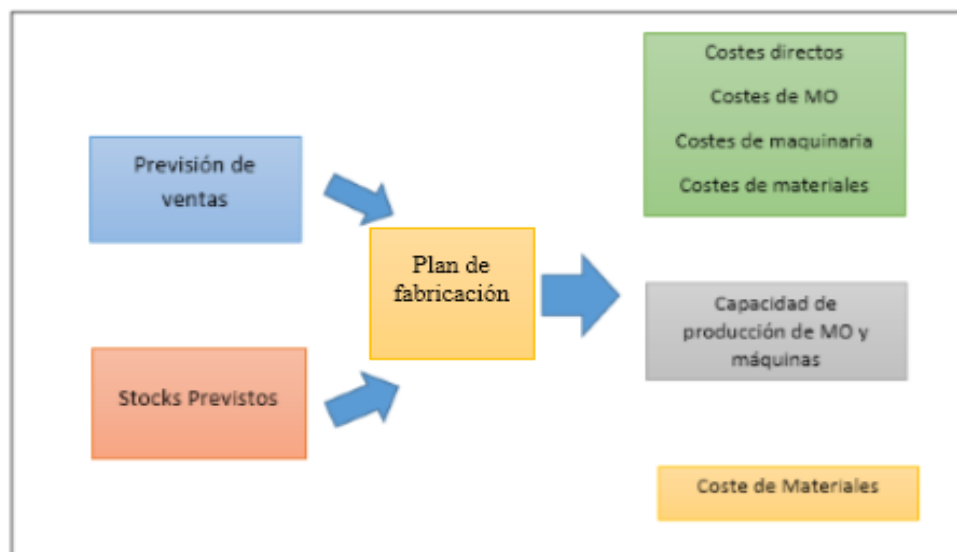 Previsión de
ventas
Stocks Previstos
Plan de
fabricación
Costes directos
Costes de MO
Costes de maquinaria
Costes de materiales
Capacidad de
producción de MO y
máquinas
Coste de Materiales